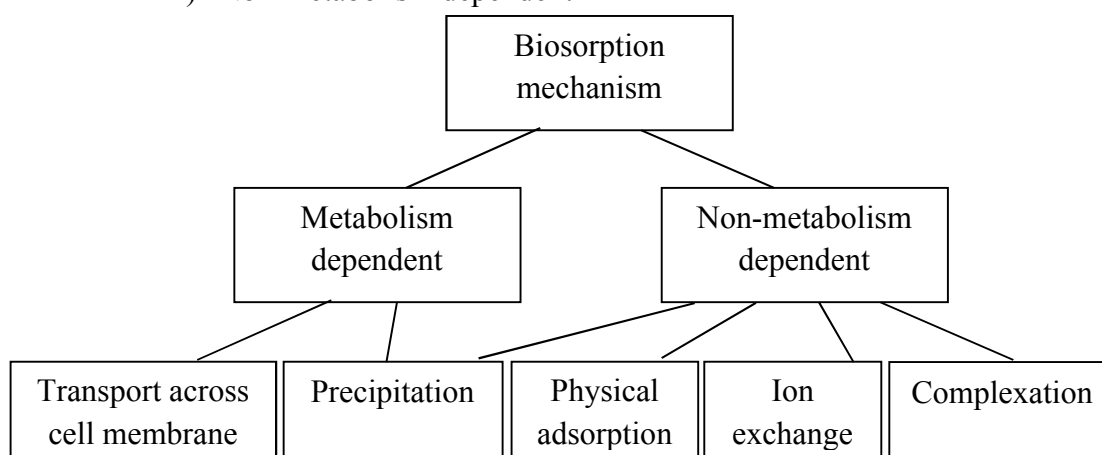 Biosorption
mechanism
Metabolism
dependent
Non-metabolism
dependent
Transport across
cell membrane
Precipitation
Physical
adsorption
Ion
exchange
Complexation